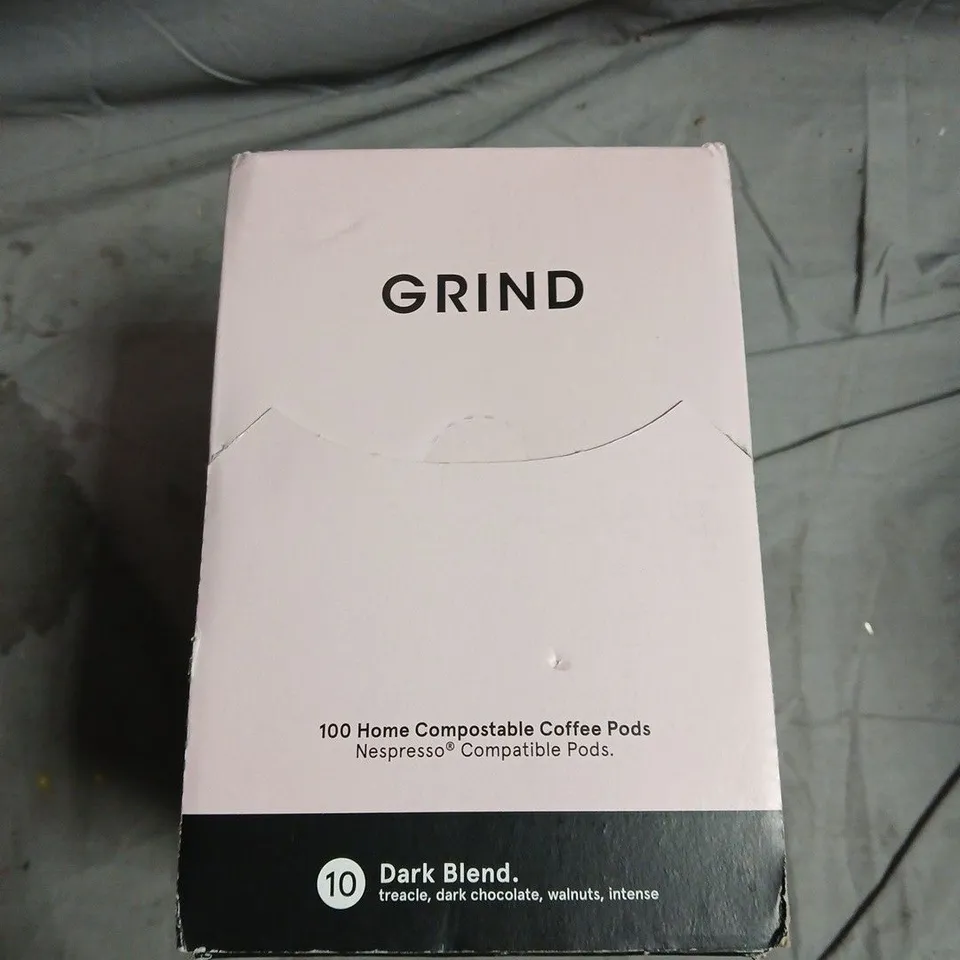 GRIND
100 Home Compostable Coffee Pods
Nespresso® Compatible Pods.
10 Dark Blend.
treacle, dark chocolate, walnuts, intense